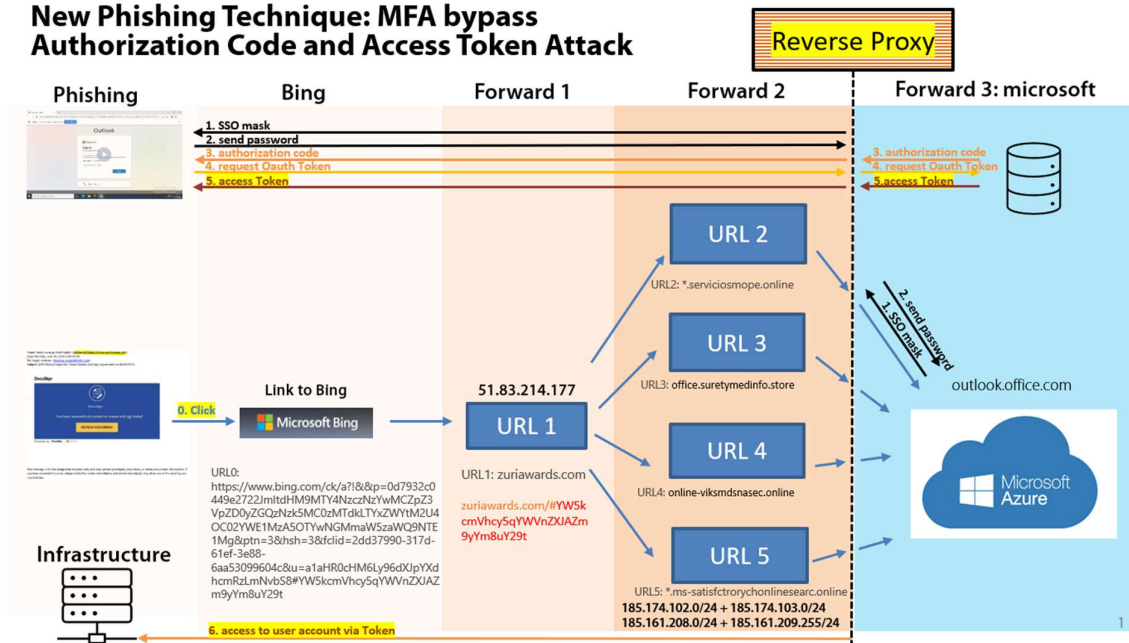 New Phishing Technique: MFA bypass
Authorization Code and Access Token Attack
Reverse Proxy
Phishing
Bing
Forward 1
Forward 2
Forward 3: microsoft
Outlook
1. SSO mask
2. send password
3. authorization code
4. request Oauth Token
5. access Token
3. authorization code
4. request Oauth Token
5.access Token
URL 2
URL2: *.serviciosmope.online
URL 3
URL3: office.suretymedinfo.store
URL 4
URL4: online-viksmdsnasec.online
URL 5
URL5: *.ms-satisfctrorychonlinesearc.online
185.174.102.0/24 + 185.174.103.0/24
185.161.208.0/24 + 185.161.209.255/24
2. send password
1. SSO mask
outlook.office.com
Microsoft
Azure
DocuSign
REVIEW DOCUMENT
0. Click
Link to Bing
Microsoft Bing
URL0:
https://www.bing.com/ck/a?!&&p=0d7932c0
449e2722JmltdHM9MTY4NzczNzYwMCZpZ3
VpZD0yZGQzNzk5MC0zMTdkLTYxZWYtM2U4
OC02YWE1MzA5OTYwNGMmaW5zaWQ9NTE
1Mg&ptn=3&hsh=3&fclid=2dd37990-317d-
61ef-3e88-
6aa53099604c&u=a1aHR0cHM6Ly96dXJpYXd
hcmRzLmNvbS8#YW5kcmVhcy5qYWVnZXJAZ
m9yYm8uY29t
51.83.214.177
URL 1
URL1: zuriawards.com
zuriawards.com/#YW5k
cmVhcy5qYWVnZXJAZm
9yYm8uY29t
Infrastructure
6. access to user account via Token
1